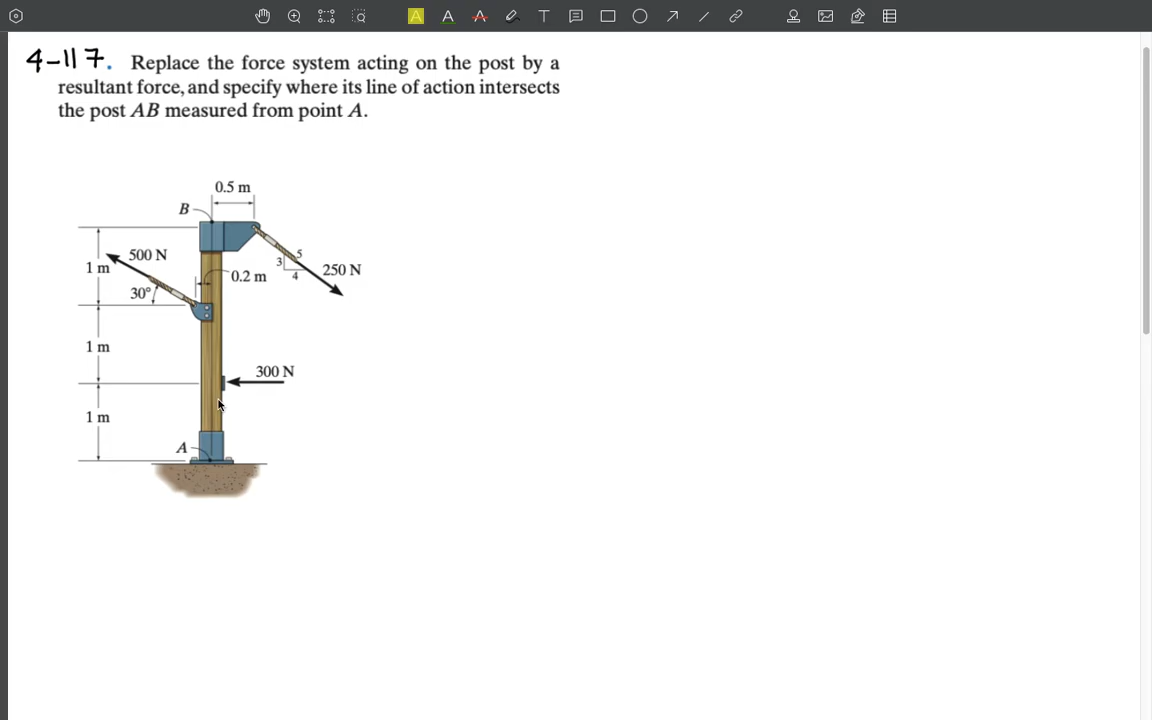 4-117. Replace the force system acting on the post by a
resultant force, and specify where its line of action intersects
the post AB measured from point A.
0.5 m
B
500 N
1 m
30°
0.2 m
3
5
4
250 N
1 m
300 N
1 m
A